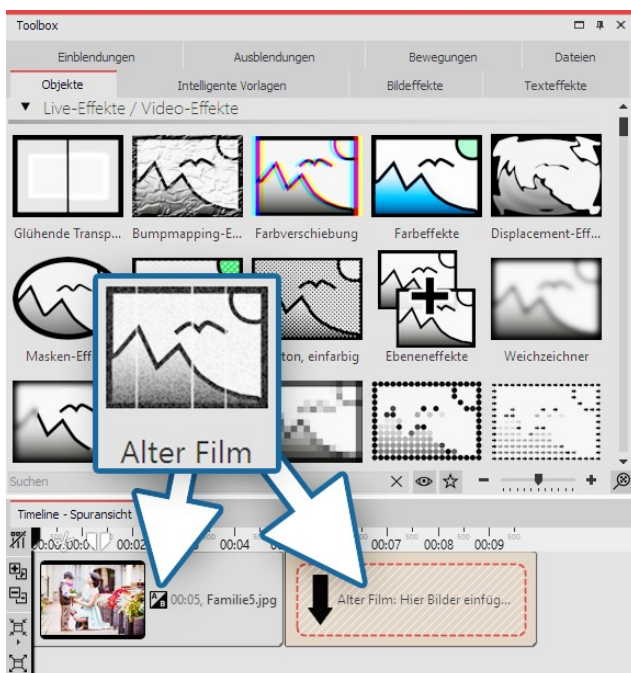 Toolbox
Einblendungen Ausblendungen Bewegungen Dateien
Objekte Intelligente Vorlagen Bildeffekte Texteffekte
Live-Effekte / Video-Effekte
Glühende Transp... Bumpmapping-E... Farbverschiebung Farbeffekte Displacement-Eff...
Masken-Eff ton, einfarbig Ebeneneffekte Weichzeichner
Alter Film
Suchen
Timeline - Spuransicht
00:02 00:04 00:07 00:08 00:09
00:05, Familie5.jpg Alter Film: Hier Bilder einfüg...